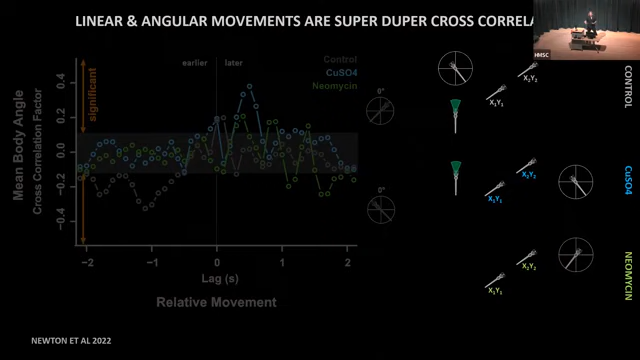 LINEAR & ANGULAR MOVEMENTS ARE SUPER DUPER CROSS CORRELA
HMSC
earlier
later
Control
CuSO4
Neomycin
significant
Mean Body Angle
Cross Correlation Factor
0.4
0.2
0.0
−0.2
−0.4
−2
−1
0
1
2
Lag (s)
Relative Movement
0°
0°
X₁Y₁
X₂Y₂
CONTROL
X₁Y₁
X₂Y₂
CuSO4
X₁Y₁
X₂Y₂
NEOMYCIN
NEWTON ET AL 2022